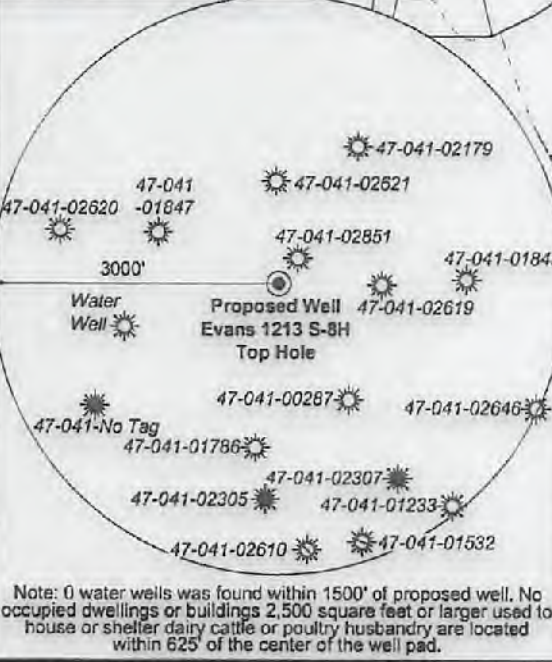 47-041-02179
47-041-02621
47-041
-01847
47-041-02620
47-041-02851
47-041-0184
3000'
Water
Well
Proposed Well
Evans 1213 S-8H
Top Hole
47-041-02619
47-041-00287
47-041-02646
47-041-No Tag
47-041-01786
47-041-02307
47-041-02305
47-041-01233
47-041-02610
47-041-01532
Note: 0 water wells was found within 1500' of proposed well. No
occupied dwellings or buildings 2,500 square feet or larger used to
house or shelter dairy cattle or poultry husbandry are located
within 625' of the center of the well pad.